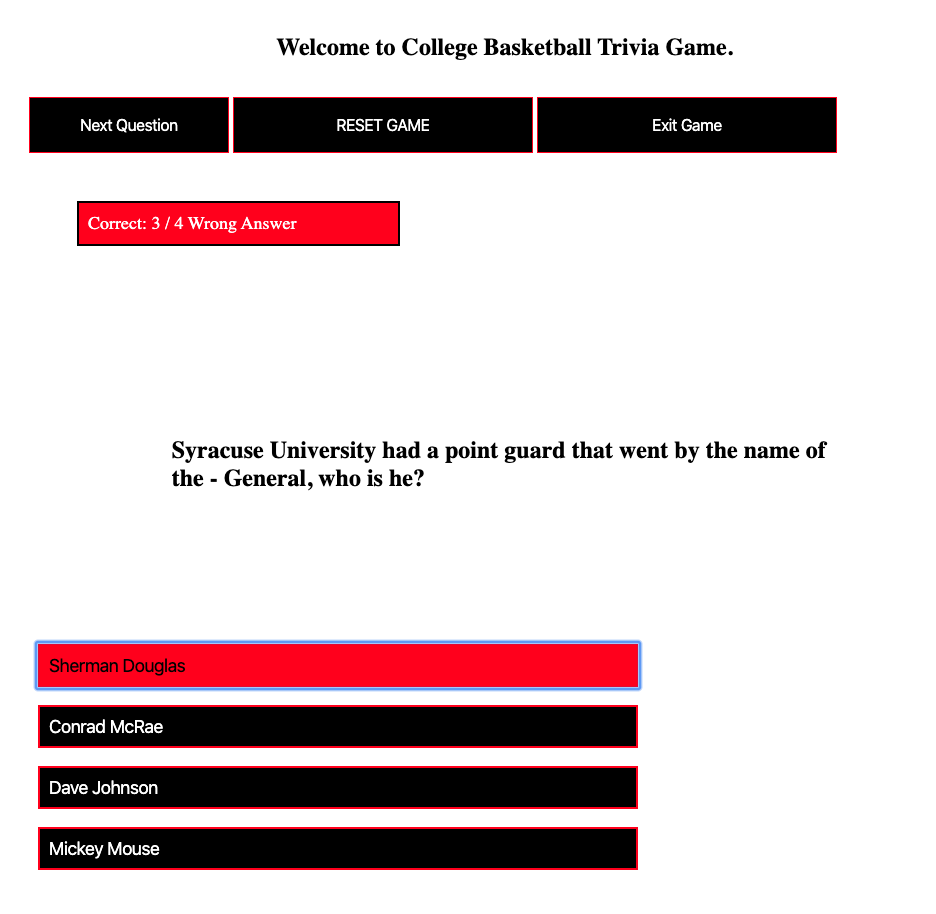 Welcome to College Basketball Trivia Game.
Next Question
RESET GAME
Exit Game
Correct: 3 / 4 Wrong Answer
Syracuse University had a point guard that went by the name of
the - General, who is he?
Sherman Douglas
Conrad McRae
Dave Johnson
Mickey Mouse